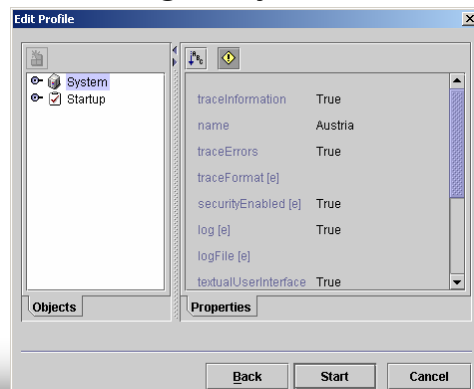 Edit Profile
System
Startup
traceInformation True
name Austria
traceErrors True
traceFormat [e]
securityEnabled [e] True
log [e] True
logFile [e]
textualUserInterface True
Objects
Properties
Back
Start
Cancel